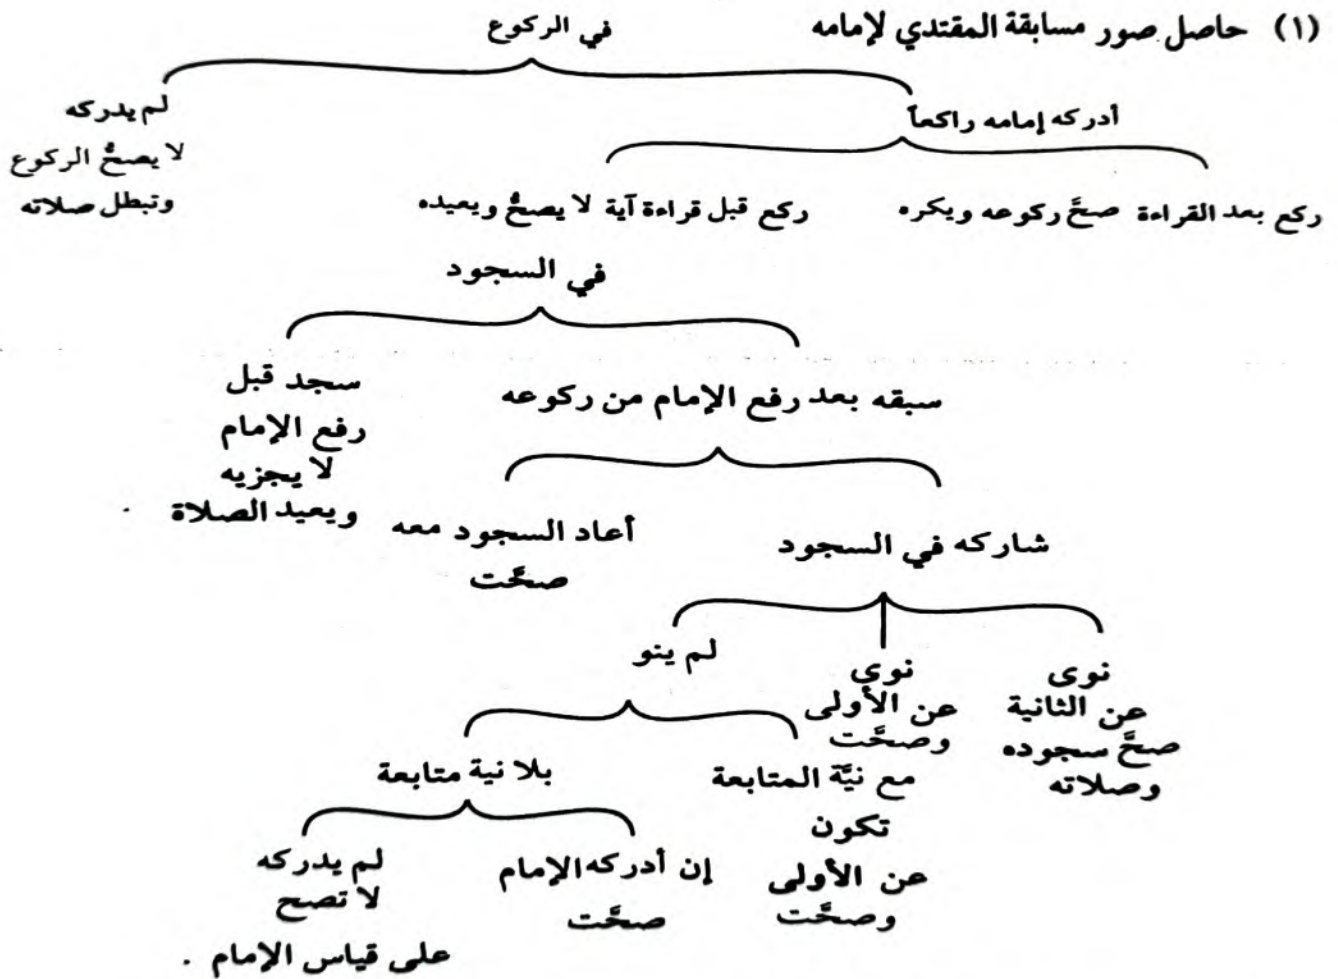 (١) حاصل صور مسابقة المقتدي لإمامه
في الركوع
أدركه إمامه راكعاً
لم يدركه
لا يصحُّ الركوع
وتبطل صلاته
ركع بعد القراءة صحَّ ركوعه ويكره
ركع قبل قراءة آية لا يصحُّ ويعيده
في السجود
سبقه بعد رفع الإمام من ركوعه
سجد قبل
رفع الإمام
لا يجزيه
ويعيد الصلاة .
شاركه في السجود
أعاد السجود معه
صحَّت
نوى
عن الثانية
صحَّ سجوده
وصلاته
نوي
عن الأولى
وصحَّت
لم ينو
مع نيَّة المتابعة
تكون
عن الأولى
وصحَّت
بلا نية متابعة
إن أدركه الإمام
صحَّت
لم يدركه
لا تصح
على قياس الإمام .